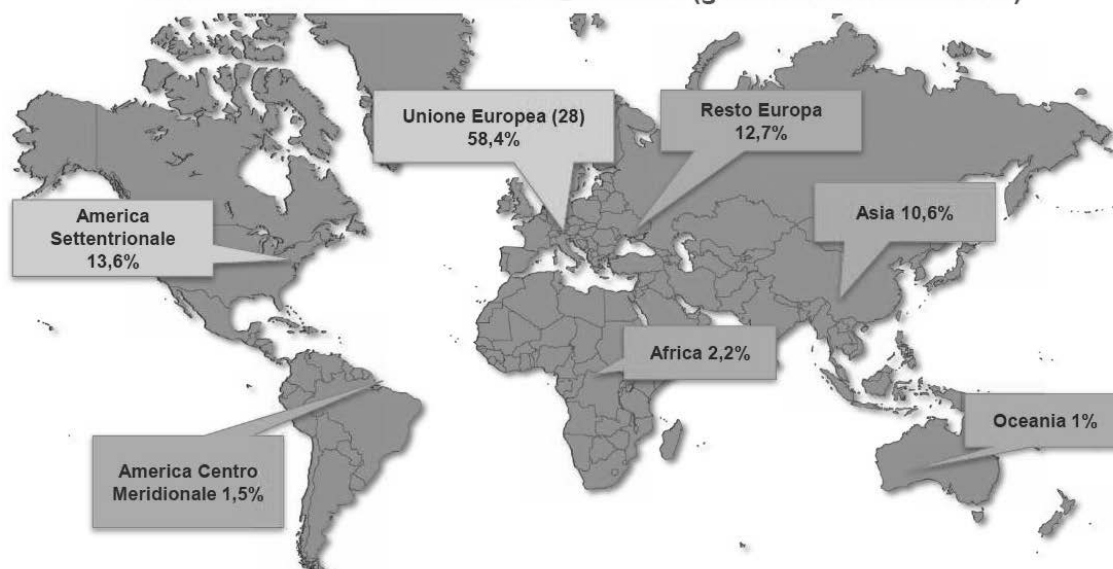 Unione Europea (28)
58,4%
Resto Europa
12,7%
America
Settentrionale
13,6%
Asia 10,6%
Africa 2,2%
Oceania 1%
America Centro
Meridionale 1,5%